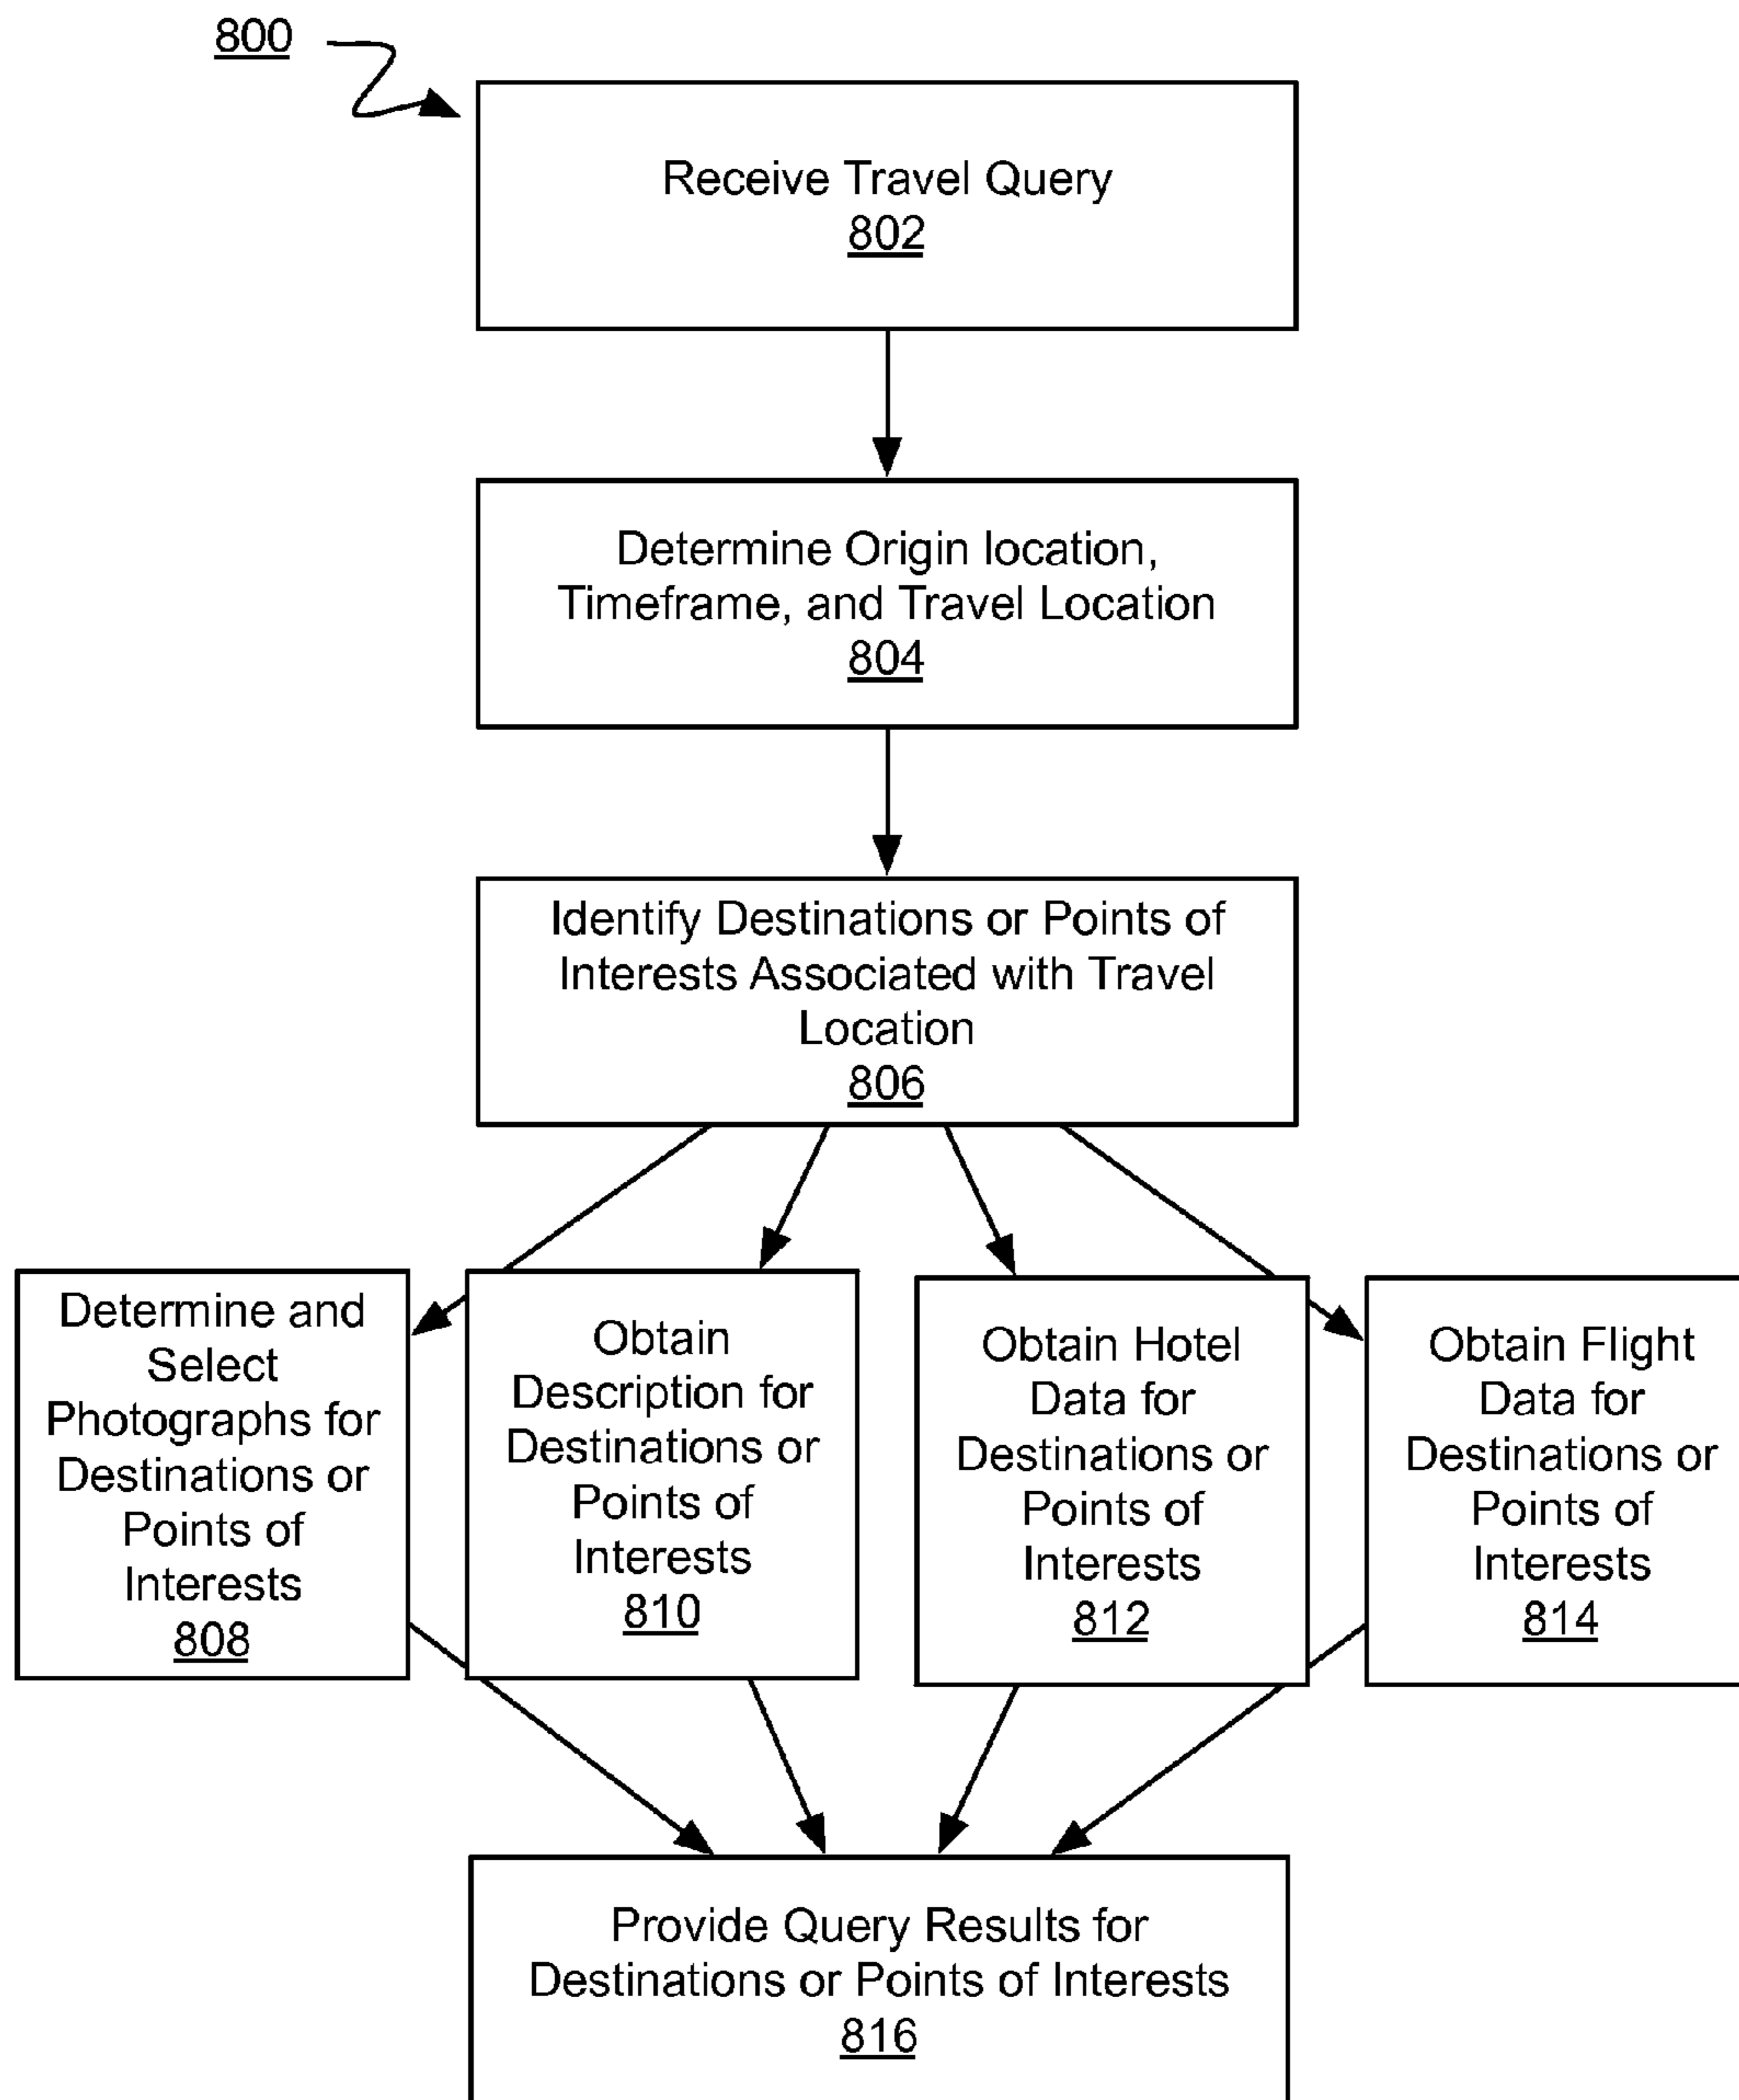 800
Receive Travel Query
802
Determine Origin location,
Timeframe, and Travel Location
804
Identify Destinations or Points of
Interests Associated with Travel
Location
806
Determine and
Select
Photographs for
Destinations or
Points of
Interests
808
Obtain
Description for
Destinations or
Points of
Interests
810
Obtain Hotel
Data for
Destinations or
Points of
Interests
812
Obtain Flight
Data for
Destinations or
Points of
Interests
814
Provide Query Results for
Destinations or Points of Interests
816